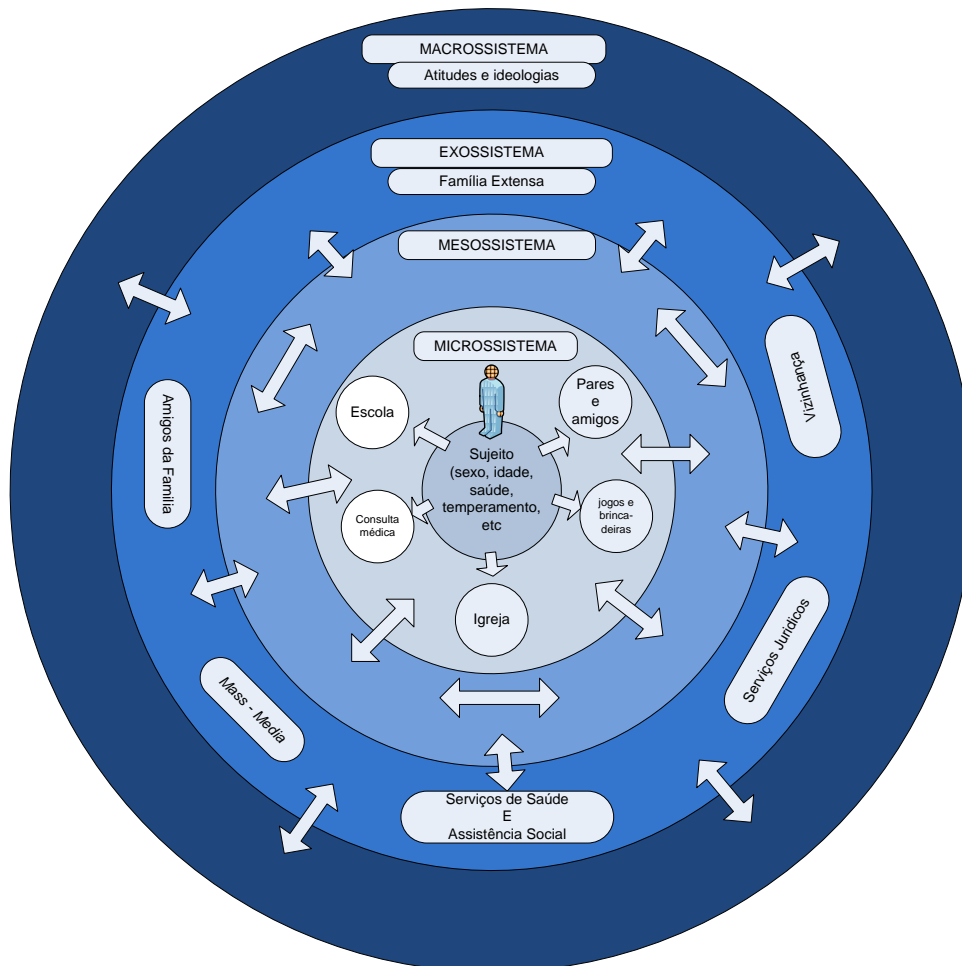 MACROSSISTEMA
Atitudes e ideologias
EXOSSISTEMA
Família Extensa
MESOSSISTEMA
MICROSSISTEMA
Escola
Pares
e
amigos
Sujeito
(sexo, idade,
saúde,
temperamento,
etc
Consulta
médica
jogos e
brinca-
deiras
Igreja
Vizinhança
Amigos da Familia
Serviços Juridicos
Mass - Media
Serviços de Saúde
E
Assistência Social